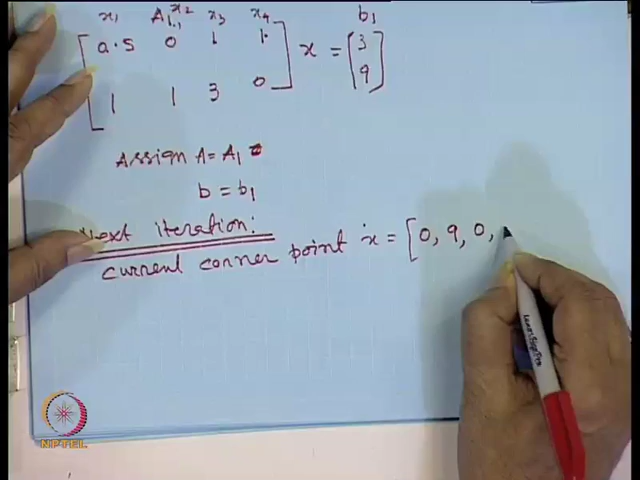 x₁ A₁,₁ x₂ x₃ x₄ b₁
[0.5 0 1 1] x = [3]
[1 1 3 0] [9]
Assign A = A₁
b = b₁
Next iteration:
current corner point x = [0, 9, 0,
NPTEL